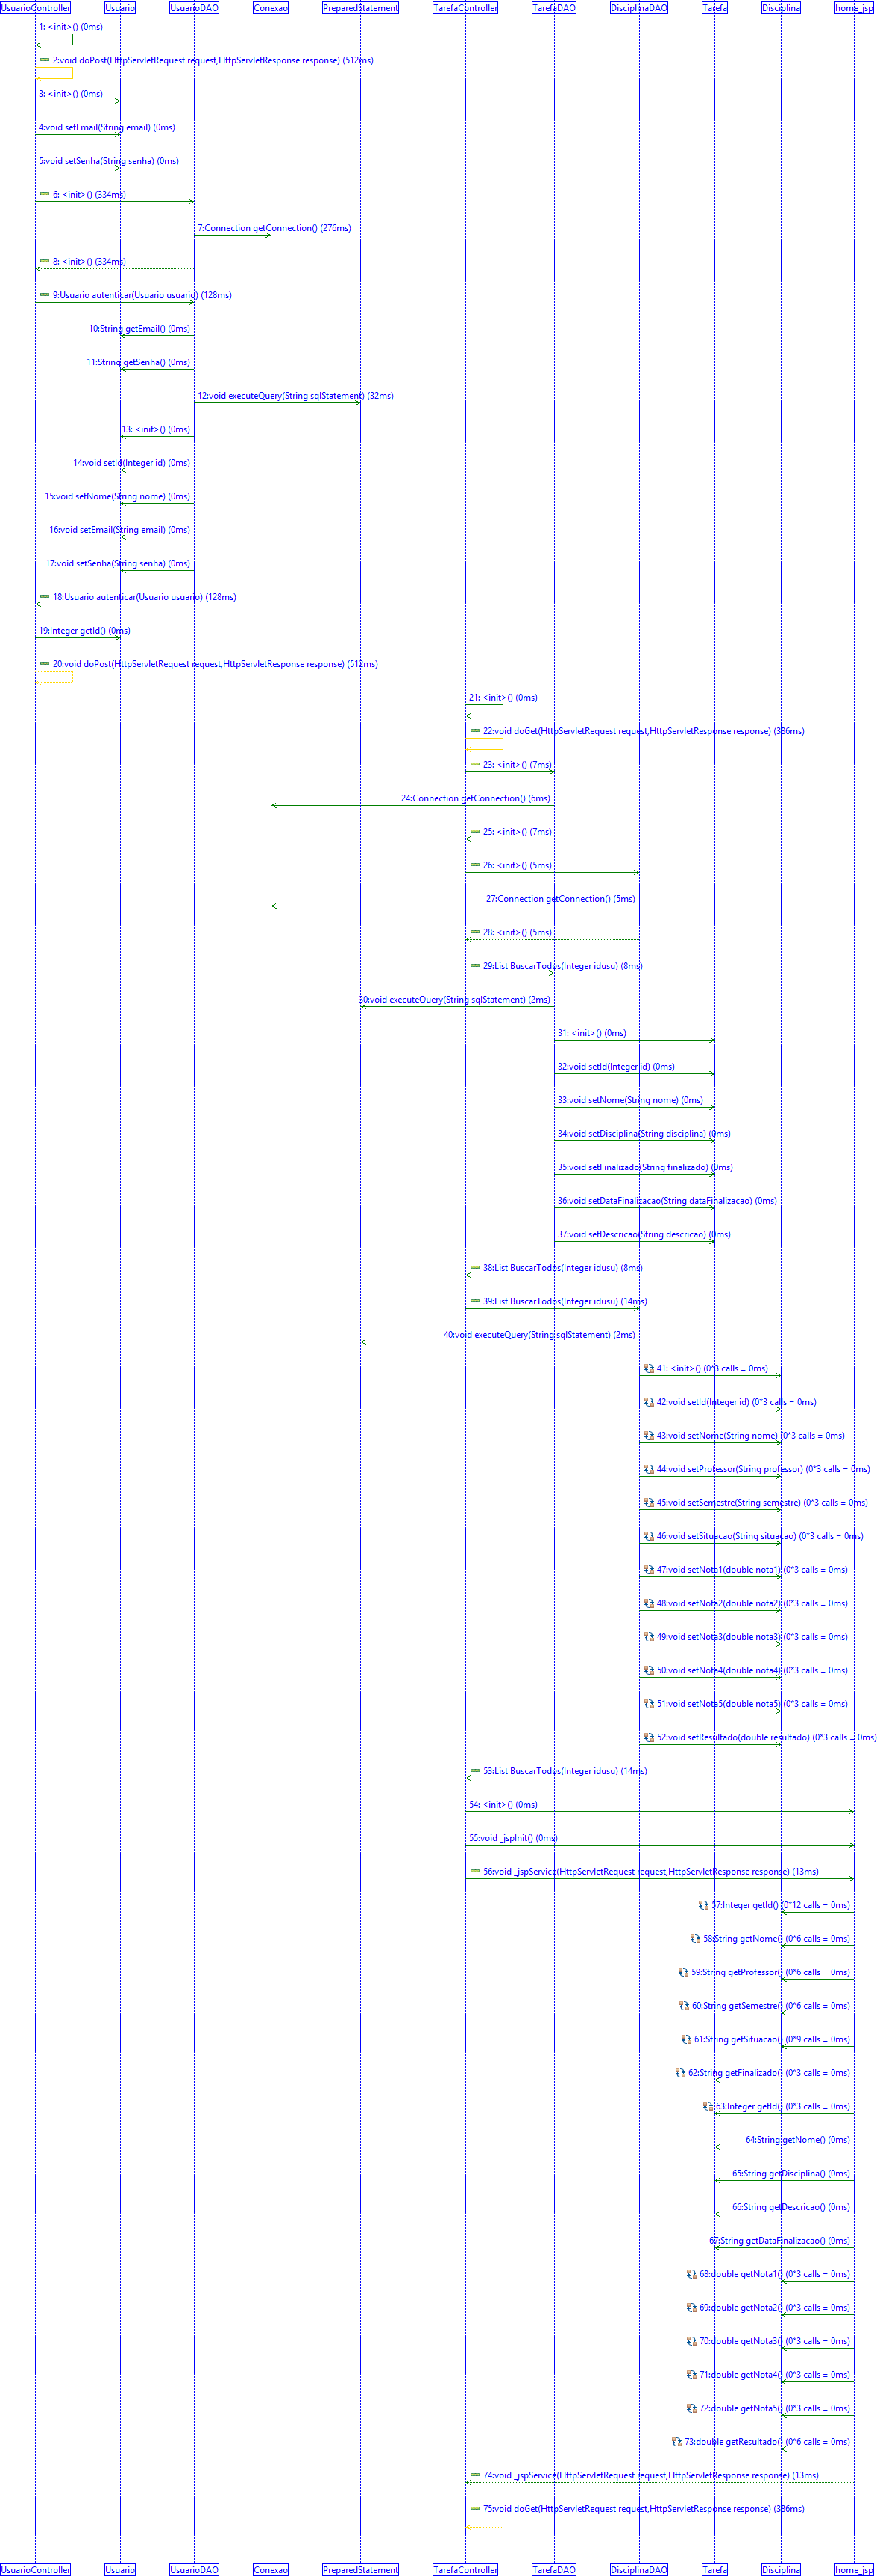 UsuarioController Usuario UsuarioDAO Conexao PreparedStatement TarefaController TarefaDAO DisciplinaDAO Tarefa Disciplina home_jsp
1: <init>() (0ms)
2:void doPost(HttpServletRequest request,HttpServletResponse response) (512ms)
3: <init>() (0ms)
4:void setEmail(String email) (0ms)
5:void setSenha(String senha) (0ms)
6: <init>() (334ms)
7:Connection getConnection() (276ms)
8: <init>() (334ms)
9:Usuario autenticar(Usuario usuario) (128ms)
10:String getEmail() (0ms)
11:String getSenha() (0ms)
12:void executeQuery(String sqlStatement) (32ms)
13: <init>() (0ms)
14:void setId(Integer id) (0ms)
15:void setNome(String nome) (0ms)
16:void setEmail(String email) (0ms)
17:void setSenha(String senha) (0ms)
18:Usuario autenticar(Usuario usuario) (128ms)
19:Integer getId() (0ms)
20:void doPost(HttpServletRequest request,HttpServletResponse response) (512ms)
21: <init>() (0ms)
22:void doGet(HttpServletRequest request,HttpServletResponse response) (386ms)
23: <init>() (7ms)
24:Connection getConnection() (6ms)
25: <init>() (7ms)
26: <init>() (5ms)
27:Connection getConnection() (5ms)
28: <init>() (5ms)
29:List BuscarTodos(Integer idusu) (8ms)
30:void executeQuery(String sqlStatement) (2ms)
31: <init>() (0ms)
32:void setId(Integer id) (0ms)
33:void setNome(String nome) (0ms)
34:void setDisciplina(String disciplina) (0ms)
35:void setFinalizado(String finalizado) (0ms)
36:void setDataFinalizacao(String dataFinalizacao) (0ms)
37:void setDescricao(String descricao) (0ms)
38:List BuscarTodos(Integer idusu) (8ms)
39:List BuscarTodos(Integer idusu) (14ms)
40:void executeQuery(String sqlStatement) (2ms)
41: <init>() (0*3 calls = 0ms)
42:void setId(Integer id) (0*3 calls = 0ms)
43:void setNome(String nome) (0*3 calls = 0ms)
44:void setProfessor(String professor) (0*3 calls = 0ms)
45:void setSemestre(String semestre) (0*3 calls = 0ms)
46:void setSituacao(String situacao) (0*3 calls = 0ms)
47:void setNota1(double nota1) (0*3 calls = 0ms)
48:void setNota2(double nota2) (0*3 calls = 0ms)
49:void setNota3(double nota3) (0*3 calls = 0ms)
50:void setNota4(double nota4) (0*3 calls = 0ms)
51:void setNota5(double nota5) (0*3 calls = 0ms)
52:void setResultado(double resultado) (0*3 calls = 0ms)
53:List BuscarTodos(Integer idusu) (14ms)
54: <init>() (0ms)
55:void _jspInit() (0ms)
56:void _jspService(HttpServletRequest request,HttpServletResponse response) (13ms)
57:Integer getId() (0*12 calls = 0ms)
58:String getNome() (0*6 calls = 0ms)
59:String getProfessor() (0*6 calls = 0ms)
60:String getSemestre() (0*6 calls = 0ms)
61:String getSituacao() (0*9 calls = 0ms)
62:String getFinalizado() (0*3 calls = 0ms)
63:Integer getId() (0*3 calls = 0ms)
64:String getNome() (0ms)
65:String getDisciplina() (0ms)
66:String getDescricao() (0ms)
67:String getDataFinalizacao() (0ms)
68:double getNota1() (0*3 calls = 0ms)
69:double getNota2() (0*3 calls = 0ms)
70:double getNota3() (0*3 calls = 0ms)
71:double getNota4() (0*3 calls = 0ms)
72:double getNota5() (0*3 calls = 0ms)
73:double getResultado() (0*6 calls = 0ms)
74:void _jspService(HttpServletRequest request,HttpServletResponse response) (13ms)
75:void doGet(HttpServletRequest request,HttpServletResponse response) (386ms)
UsuarioController Usuario UsuarioDAO Conexao PreparedStatement TarefaController TarefaDAO DisciplinaDAO Tarefa Disciplina home_jsp